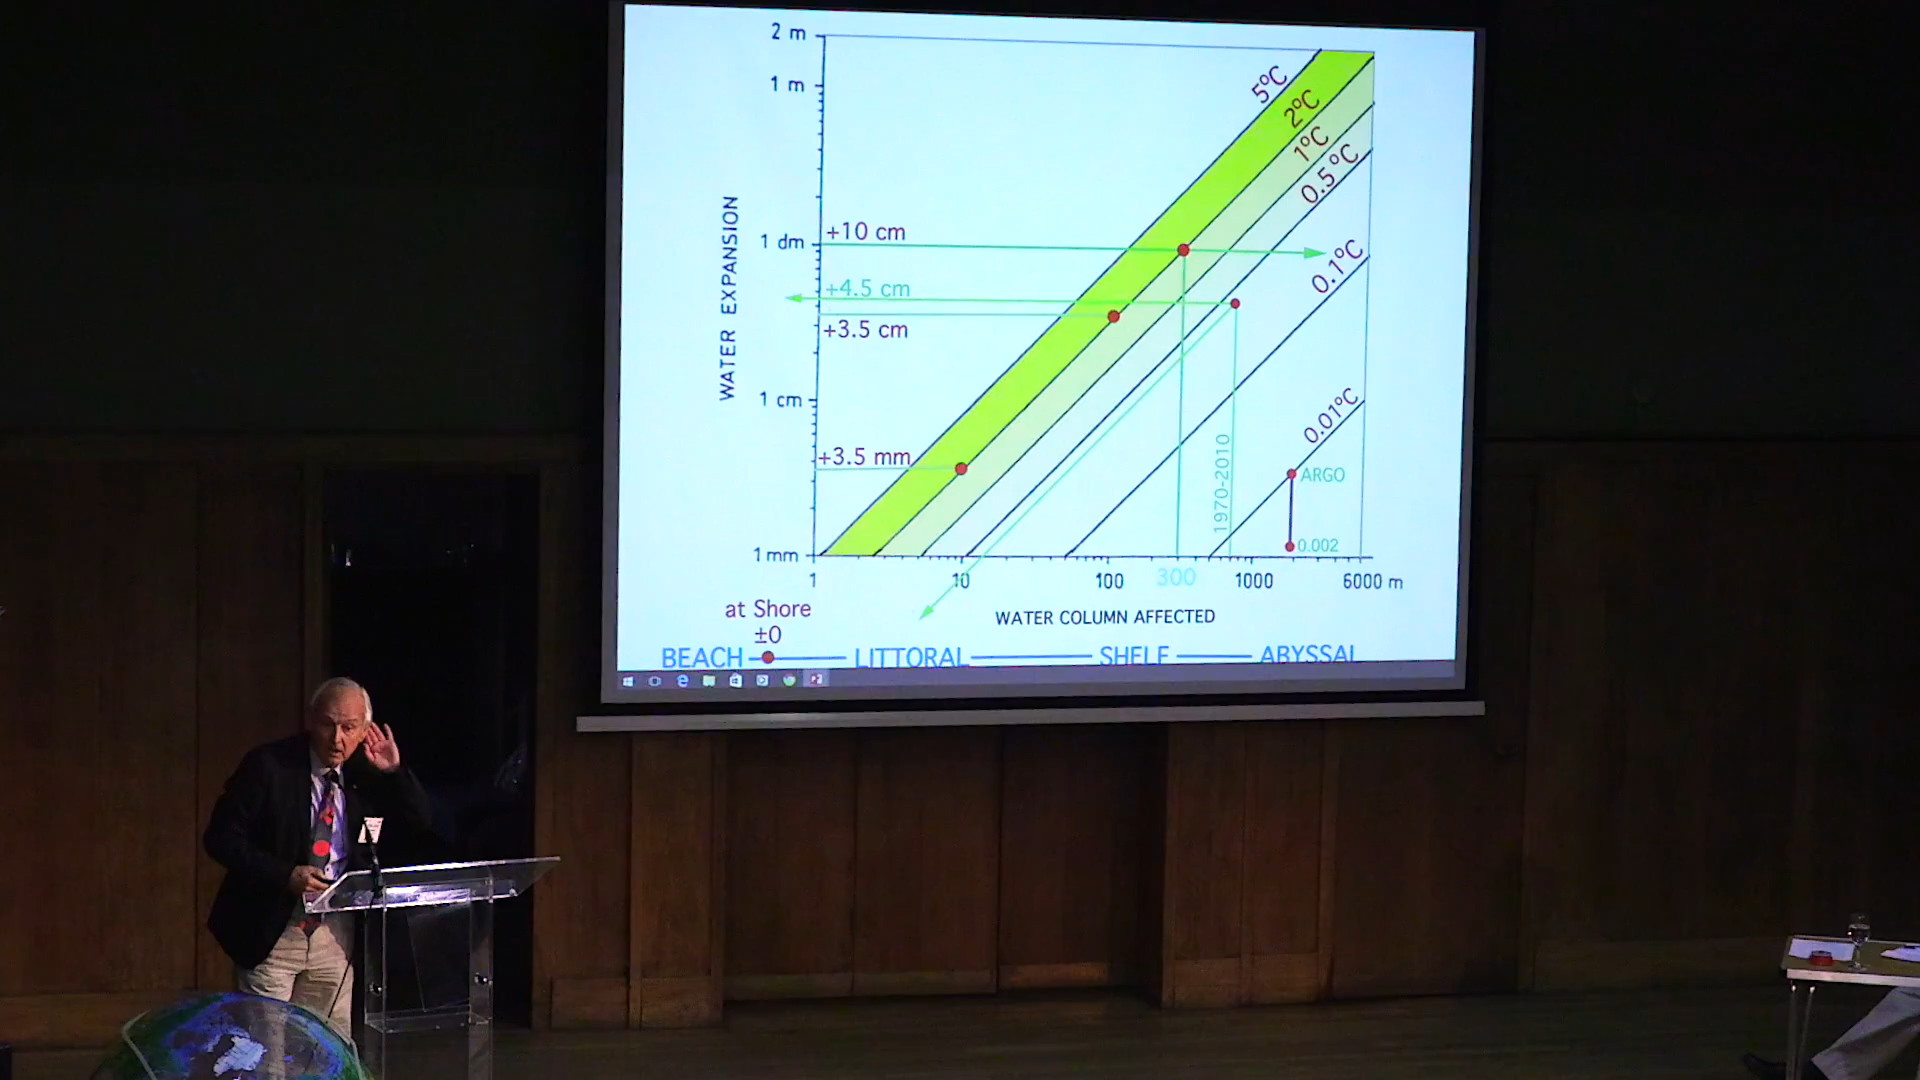 2 m
1 m
5°C
2°C
1°C
0.5°C
0.1°C
0.01°C
WATER EXPANSION
1 dm
+10 cm
+4.5 cm
+3.5 cm
1 cm
+3.5 mm
1970-2010
ARGO
0.002
1 mm
1 10 100 300 1000 6000 m
at Shore
±0
WATER COLUMN AFFECTED
BEACH LITTORAL SHELF ABYSSAL